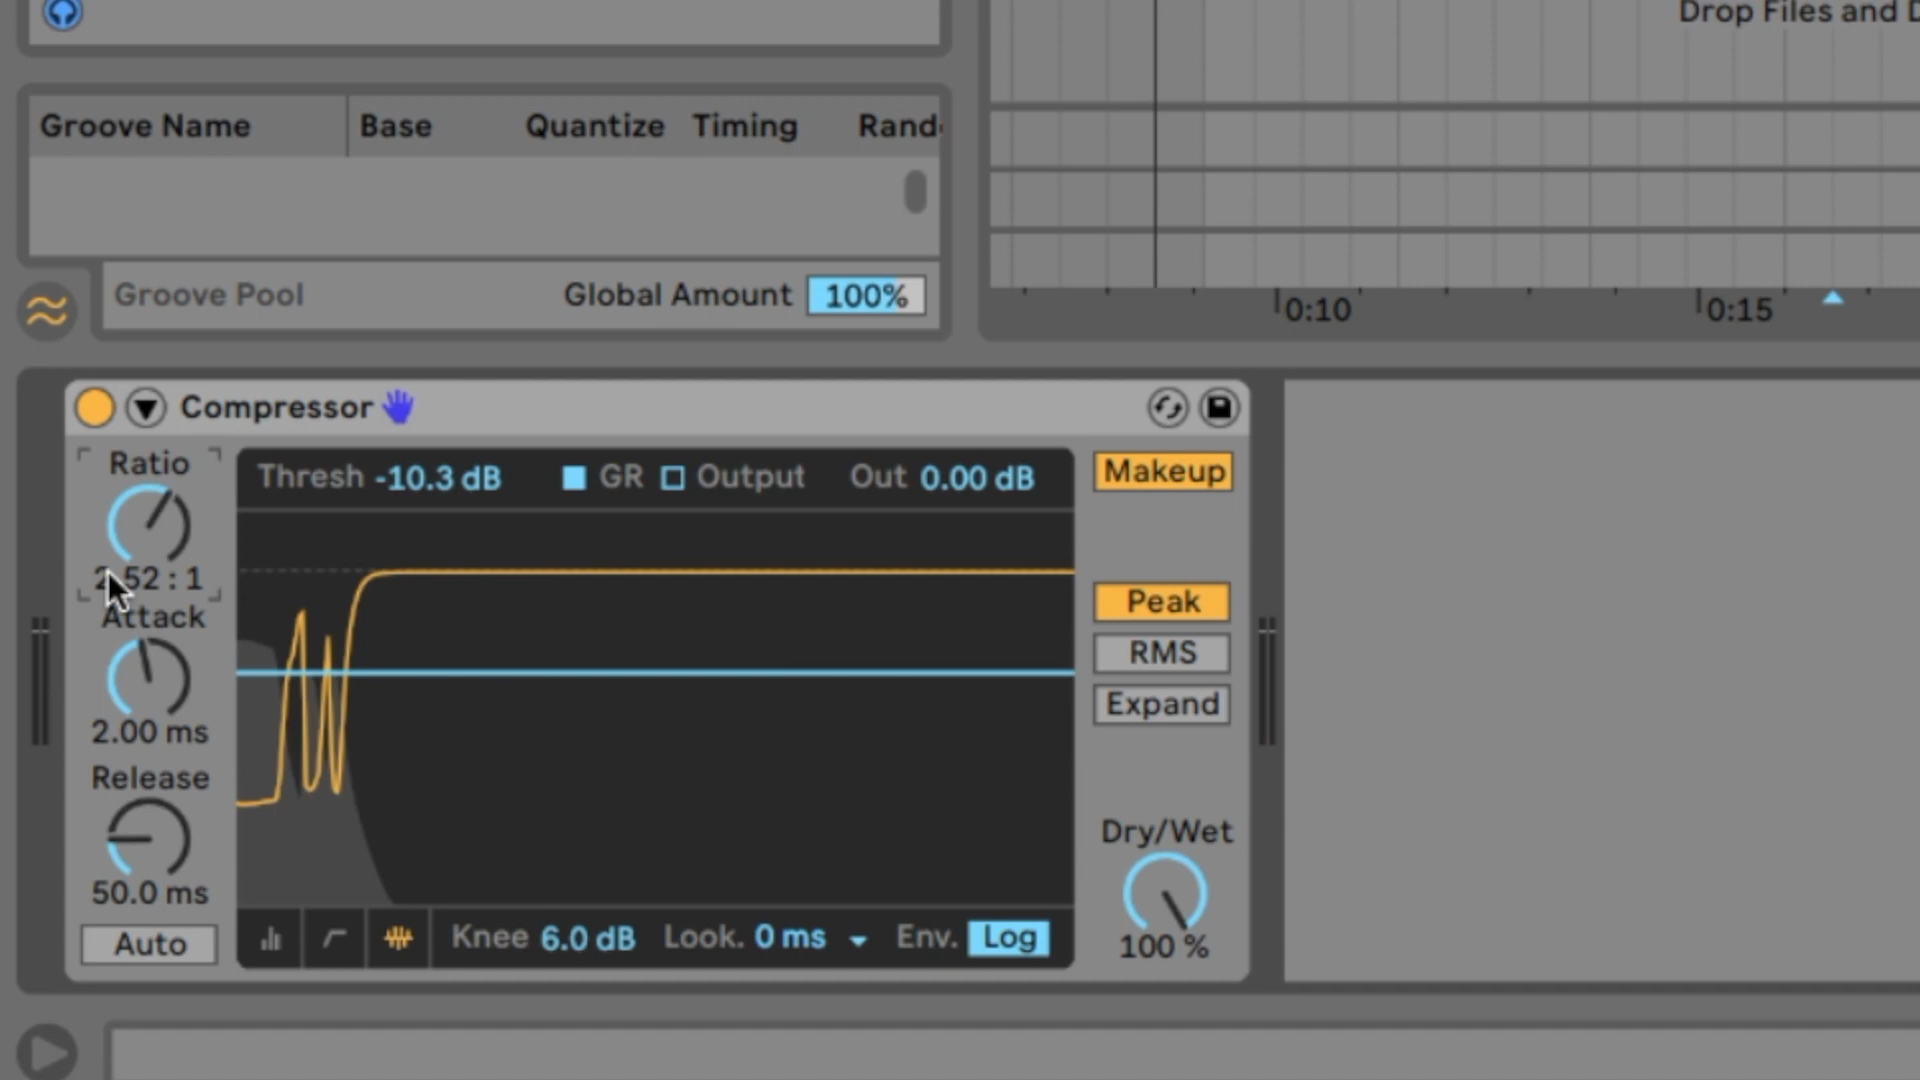 Drop Files and D
Groove Name Base Quantize Timing Rand
Groove Pool Global Amount 100%
0:10 0:15
Compressor
Ratio
2.52 : 1
Attack
2.00 ms
Release
50.0 ms
Auto
Thresh -10.3 dB GR Output Out 0.00 dB
Knee 6.0 dB Look. 0 ms Env. Log
Makeup
Peak
RMS
Expand
Dry/Wet
100 %